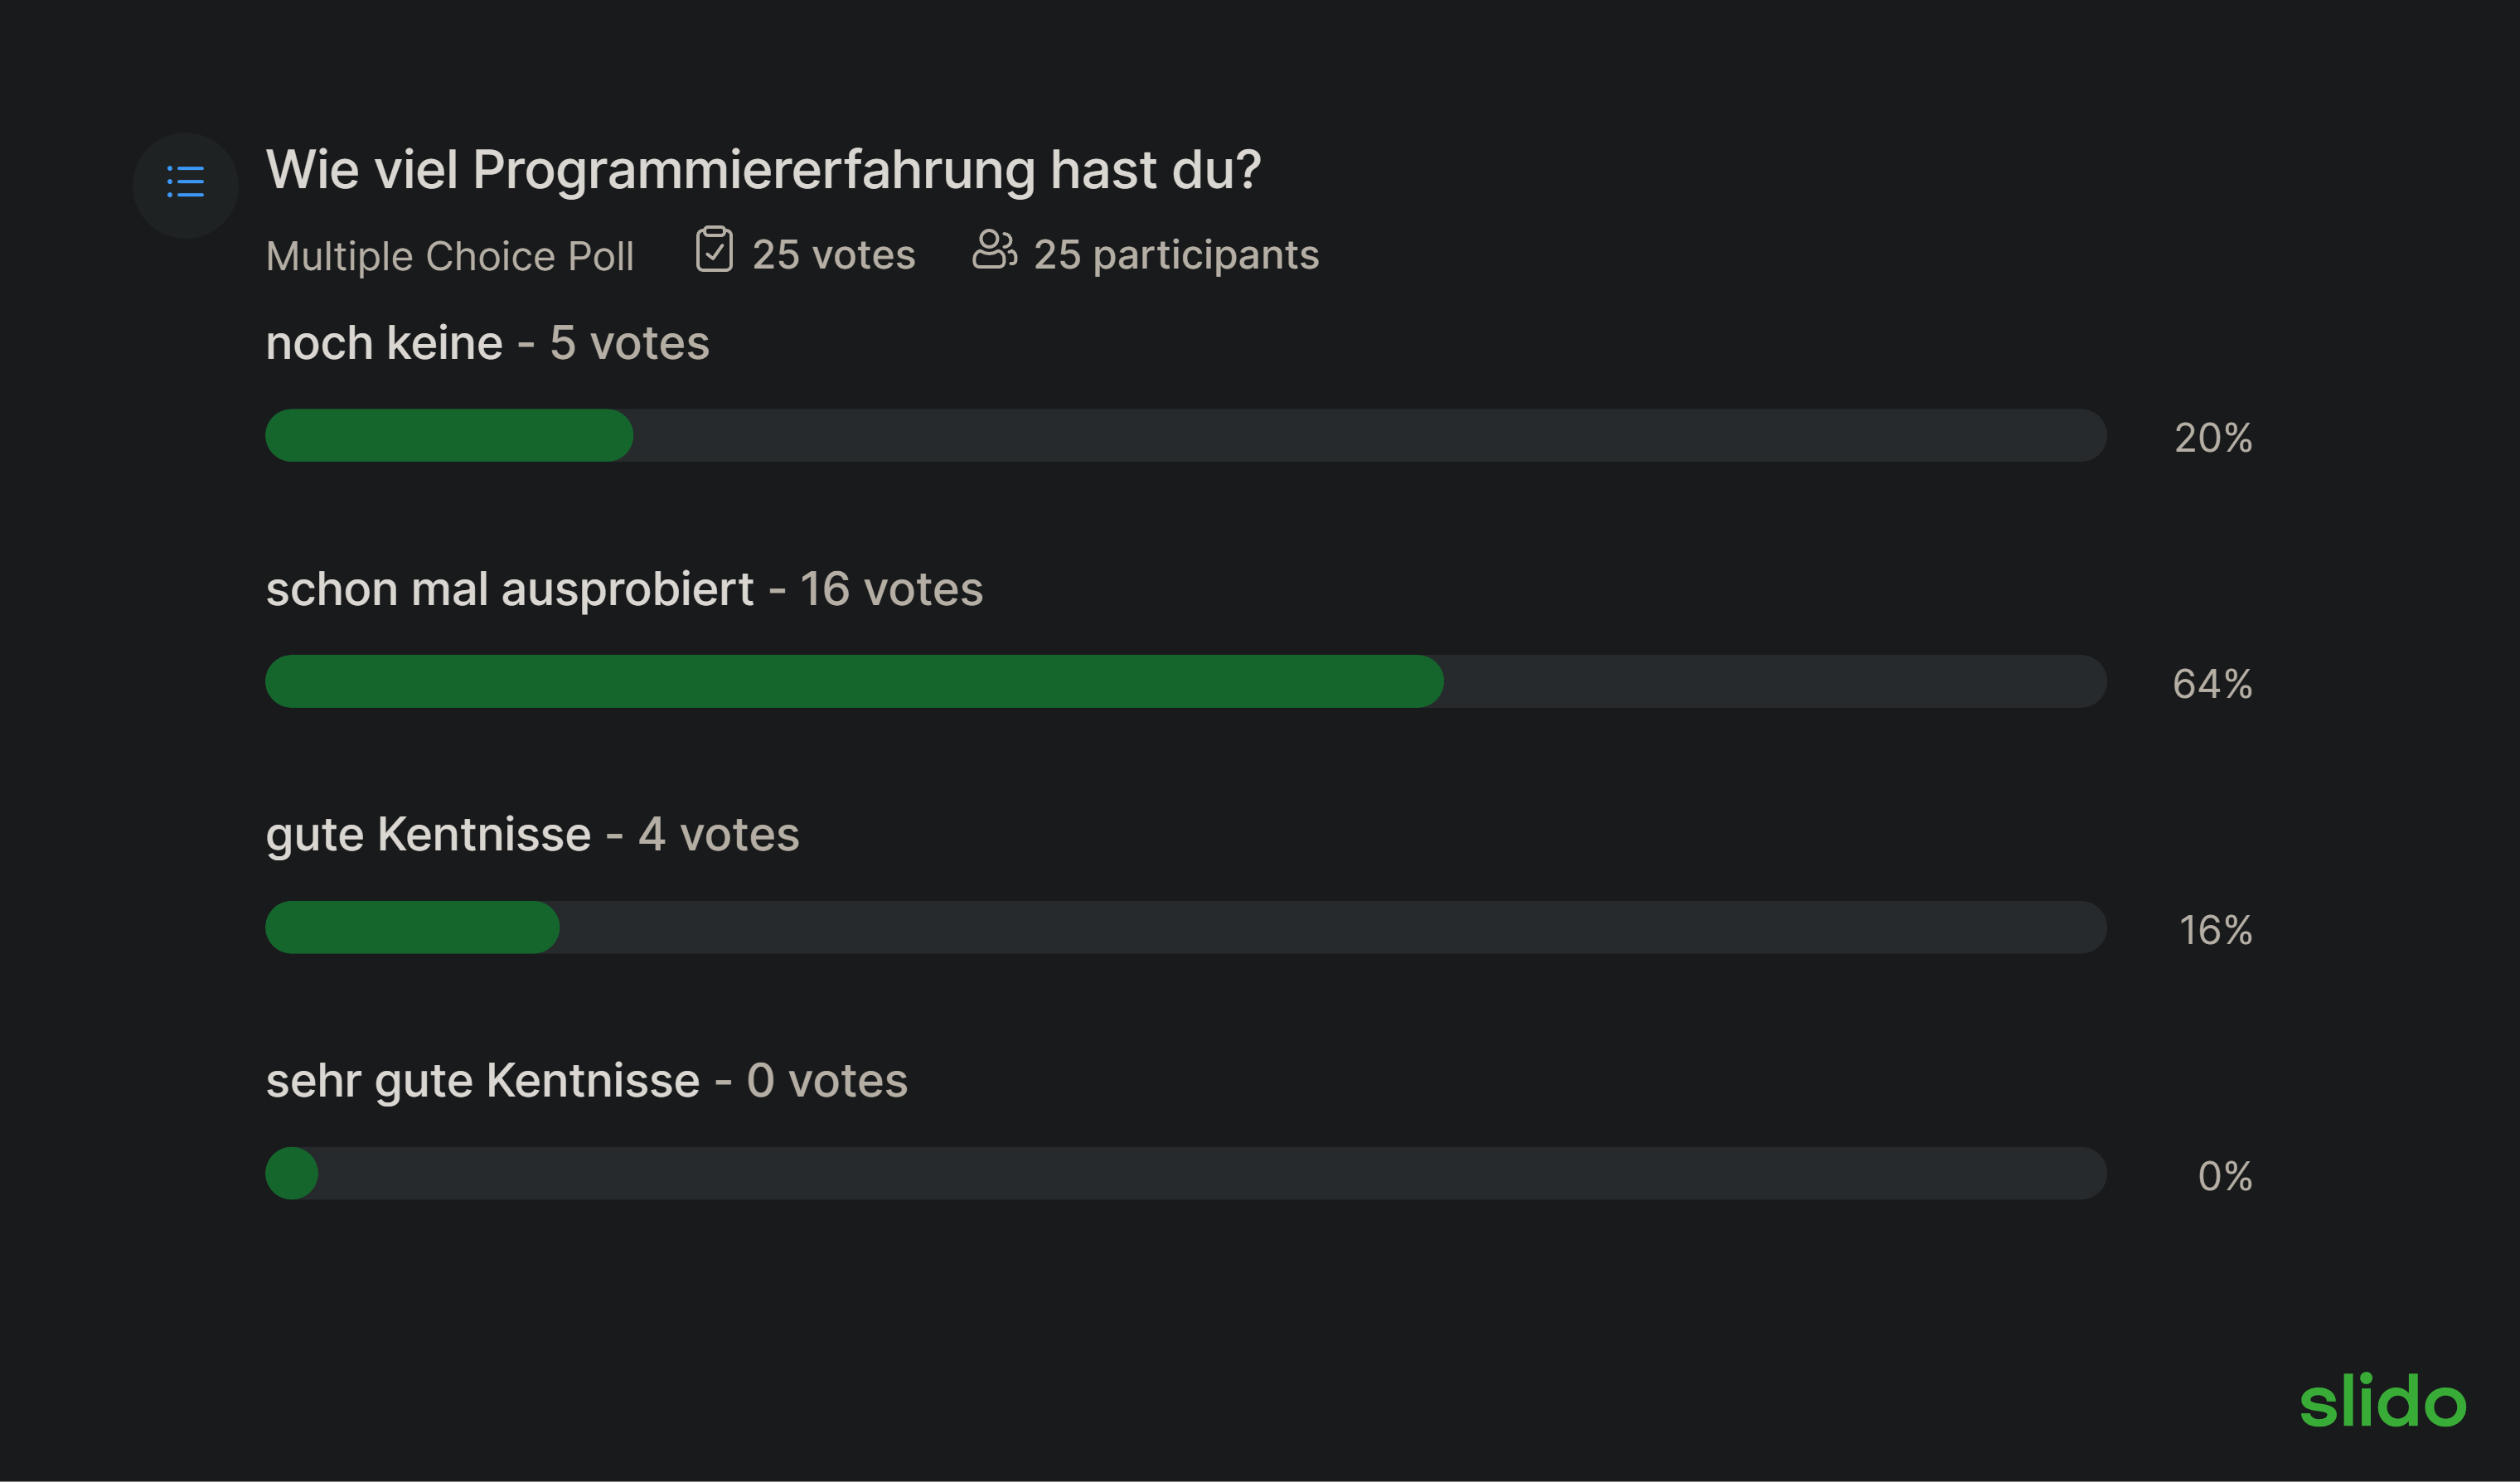 Wie viel Programmiererfahrung hast du?
Multiple Choice Poll 25 votes 25 participants
noch keine - 5 votes
20%
schon mal ausprobiert - 16 votes
64%
gute Kentnisse - 4 votes
16%
sehr gute Kentnisse - 0 votes
0%
slido